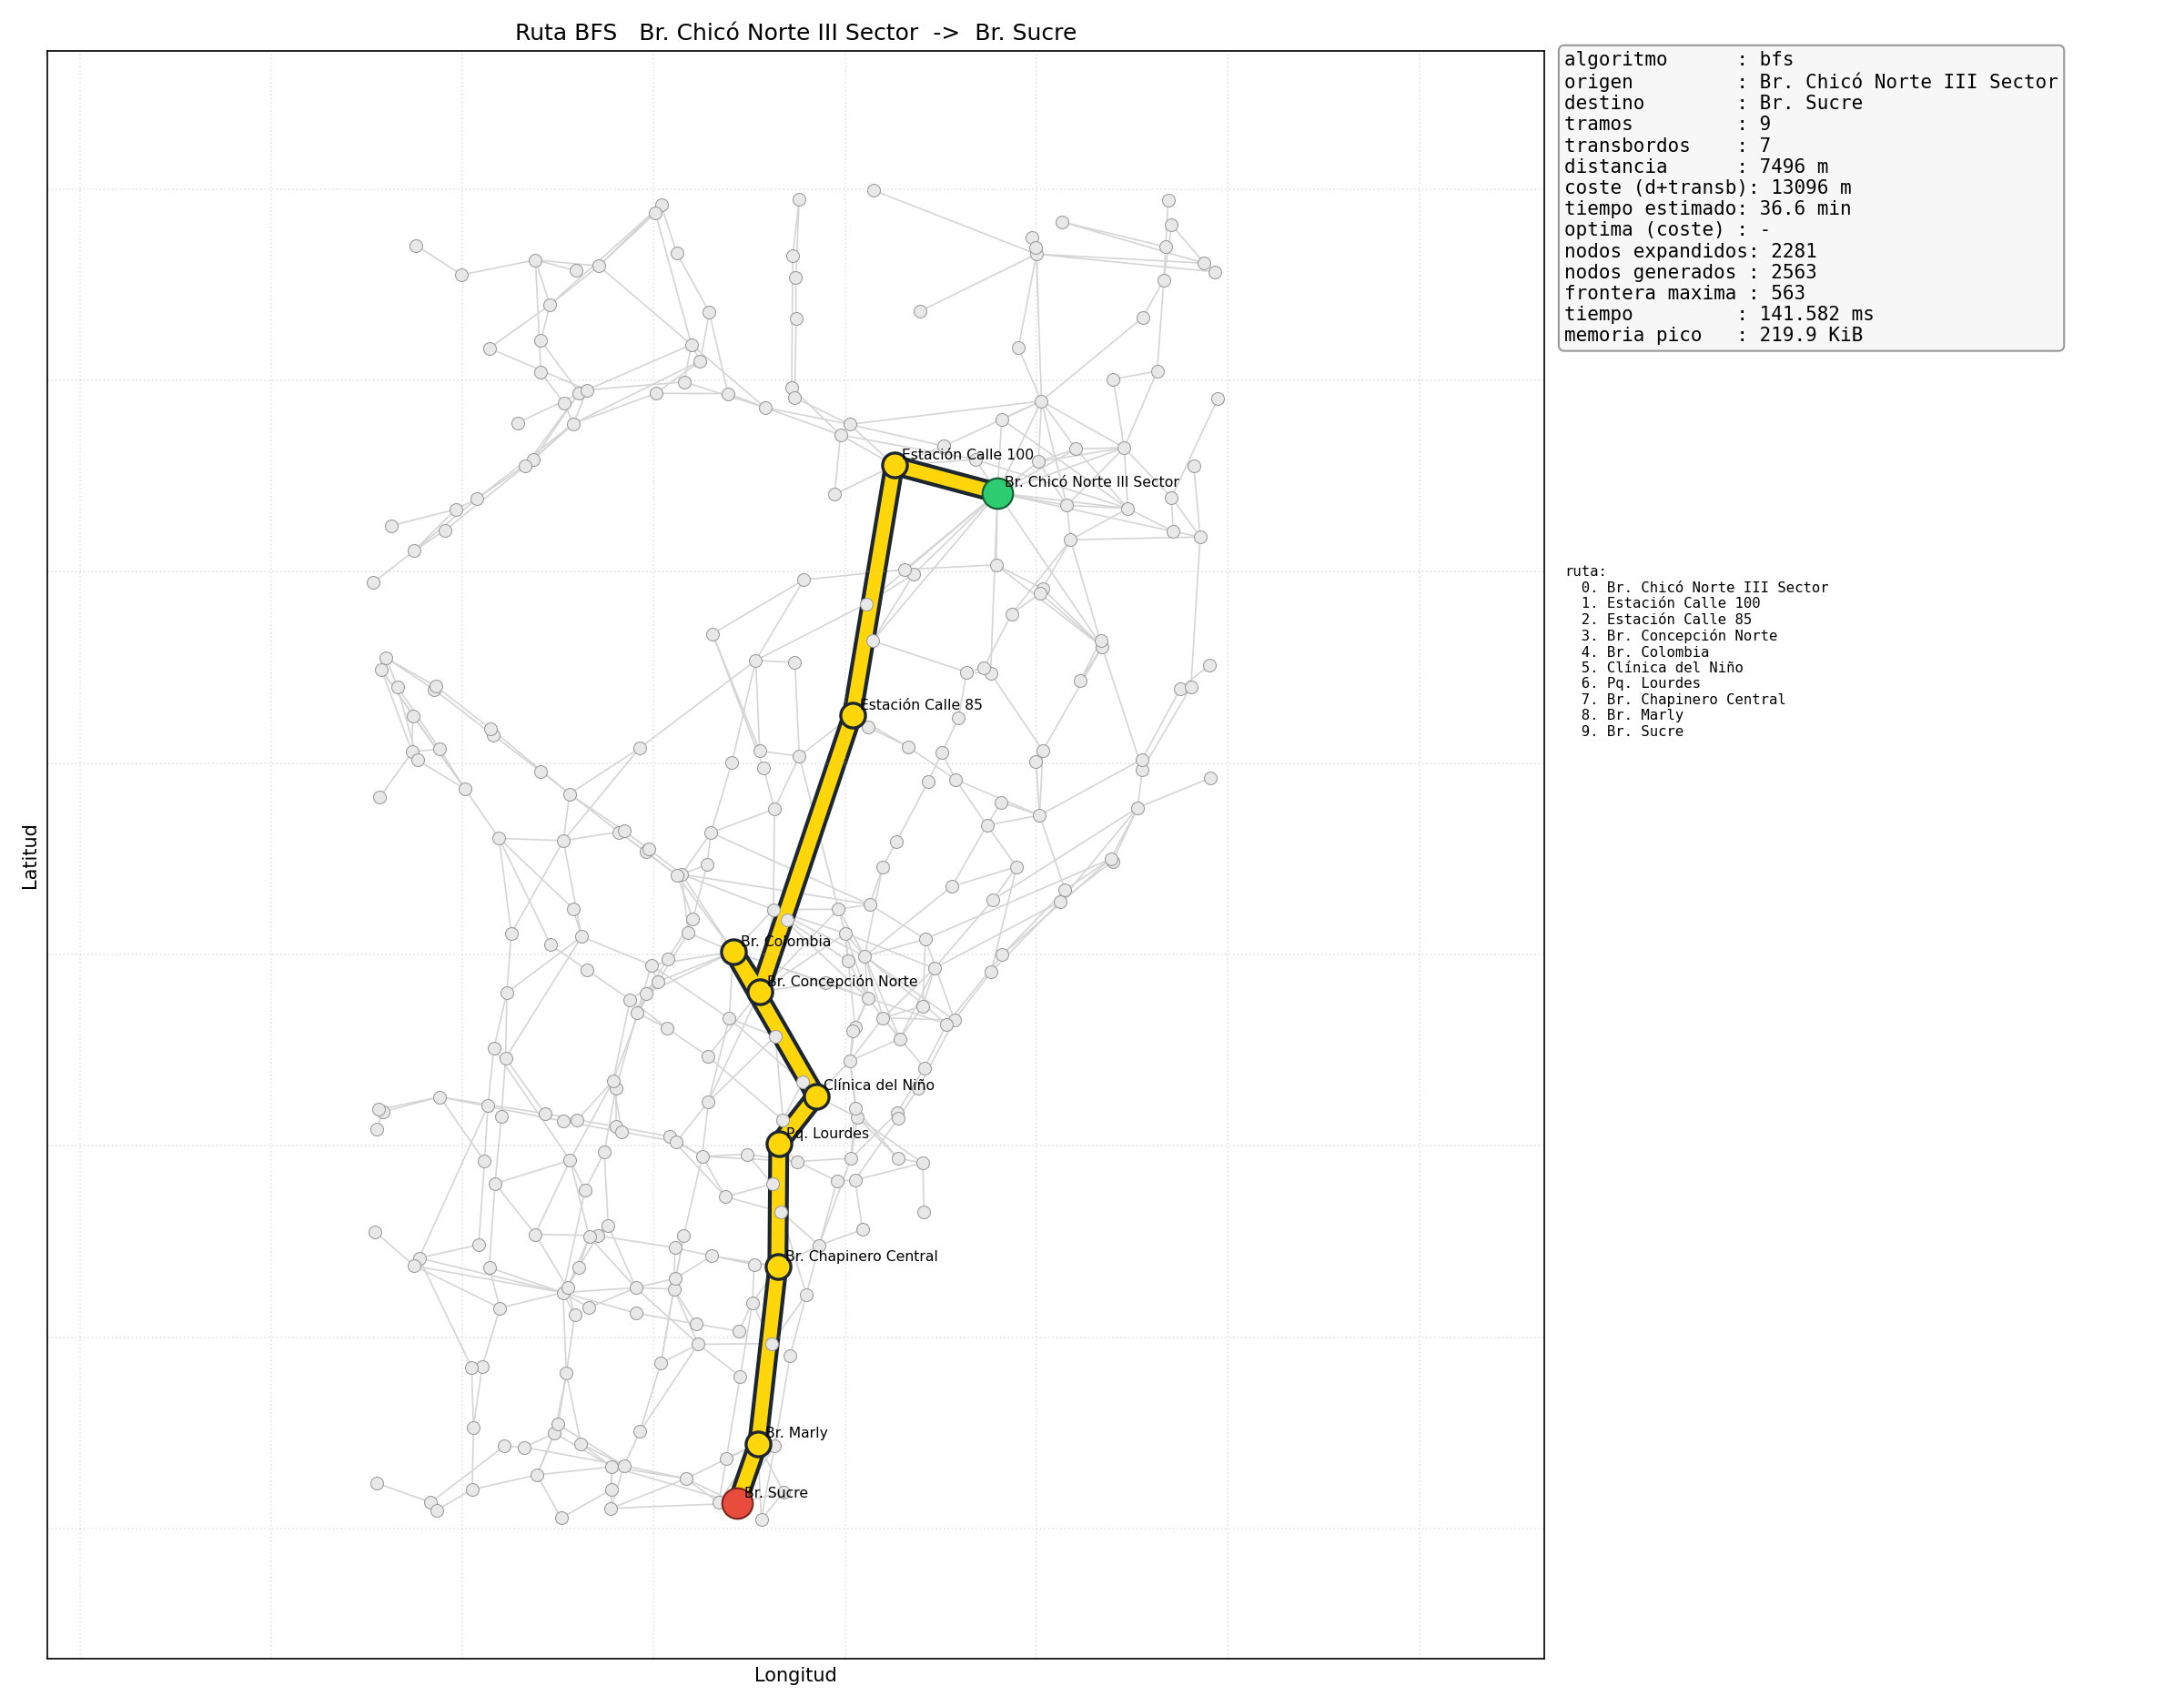 Ruta BFS   Br. Chicó Norte III Sector  ->  Br. Sucre
algoritmo      : bfs
origen         : Br. Chicó Norte III Sector
destino        : Br. Sucre
tramos         : 9
transbordos    : 7
distancia      : 7496 m
coste (d+transb): 13096 m
tiempo estimado: 36.6 min
optima (coste) : -
nodos expandidos: 2281
nodos generados : 2563
frontera maxima : 563
tiempo         : 141.582 ms
memoria pico   : 219.9 KiB
Estación Calle 100
Br. Chicó Norte III Sector
Estación Calle 85
Br. Colombia
Br. Concepción Norte
Clínica del Niño
Pq. Lourdes
Br. Chapinero Central
Br. Marly
Br. Sucre
ruta:
0. Br. Chicó Norte III Sector
1. Estación Calle 100
2. Estación Calle 85
3. Br. Concepción Norte
4. Br. Colombia
5. Clínica del Niño
6. Pq. Lourdes
7. Br. Chapinero Central
8. Br. Marly
9. Br. Sucre
Latitud
Longitud